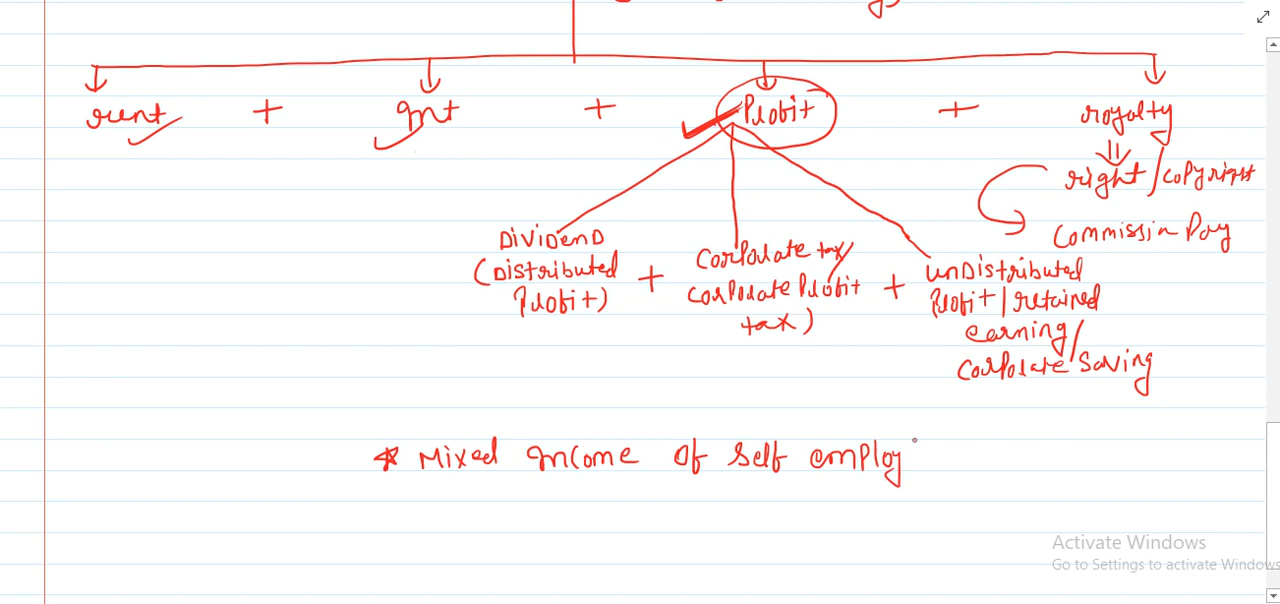 rent + Int + Profit + royalty
right / copyright
Commission Pay
Dividend (Distributed Profit) + Corporate tax / Corporate Profit tax) + unDistributed Profit / retained earning / Corporate Saving
* Mixed Income Of Self employ
Activate Windows
Go to Settings to activate Windows